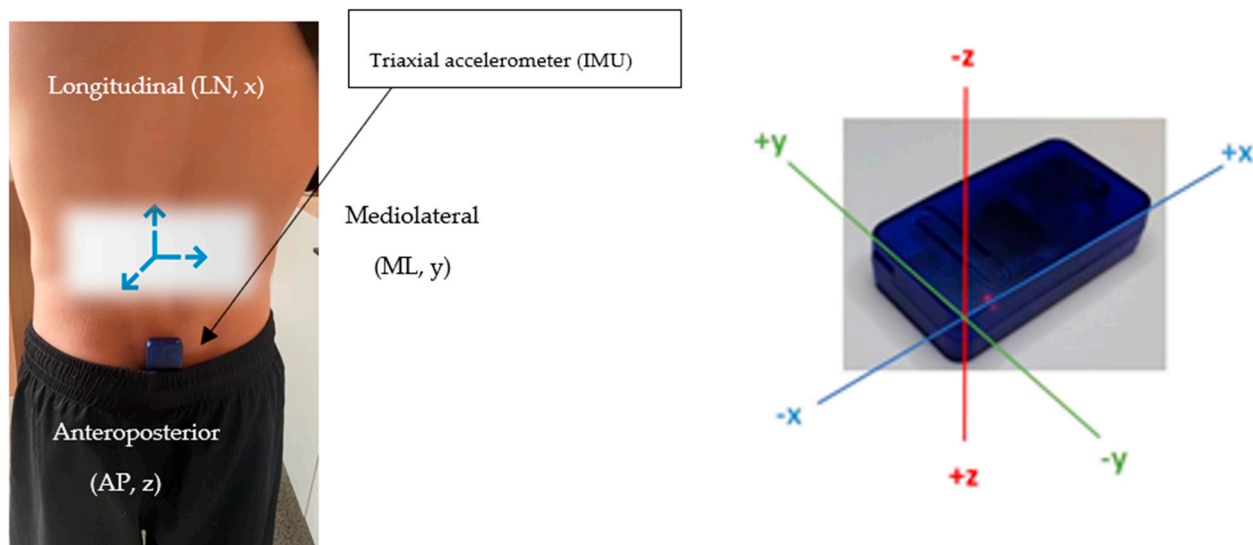 Longitudinal (LN, x)
Triaxial accelerometer (IMU)
Mediolateral
(ML, y)
Anteroposterior
(AP, z)
-z
+y
+x
-x
-y
+z